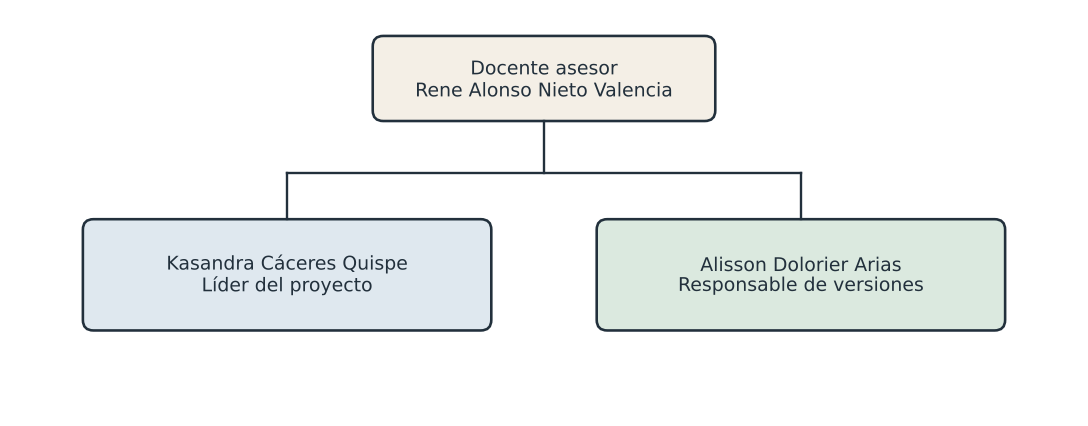 Docente asesor
Rene Alonso Nieto Valencia
Kasandra Cáceres Quispe
Líder del proyecto
Alisson Dolorier Arias
Responsable de versiones